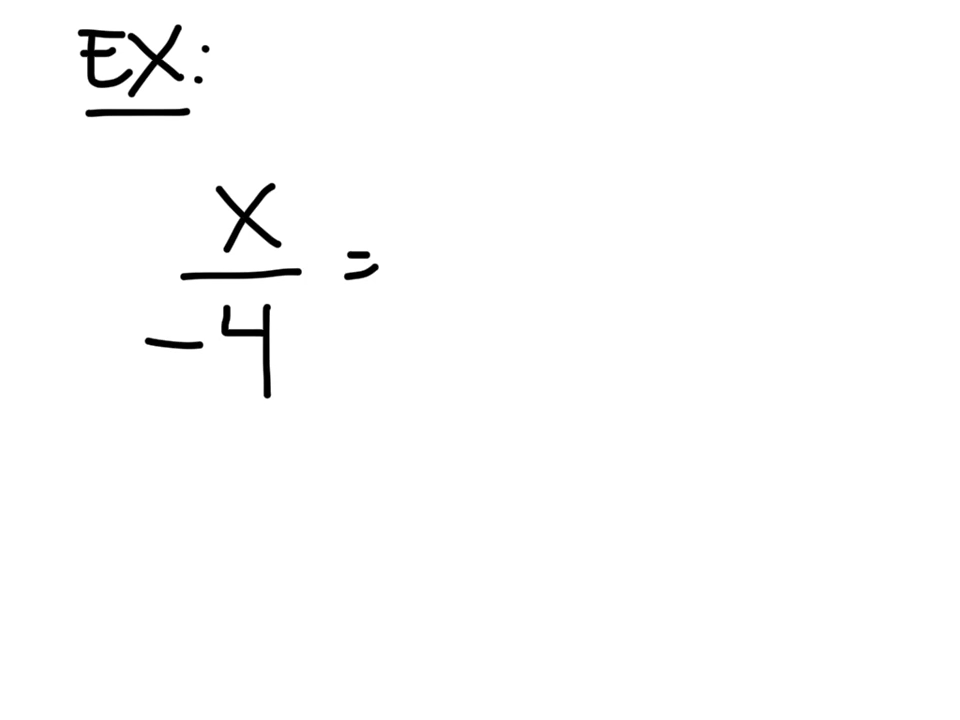 EX:
x
― =
-4